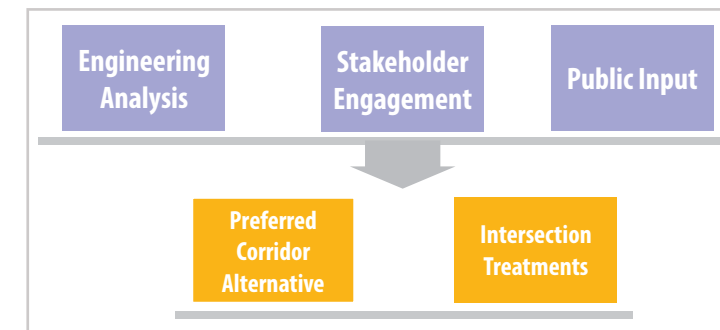 Engineering
Analysis
Stakeholder
Engagement
Public Input
Preferred
Corridor
Alternative
Intersection
Treatments